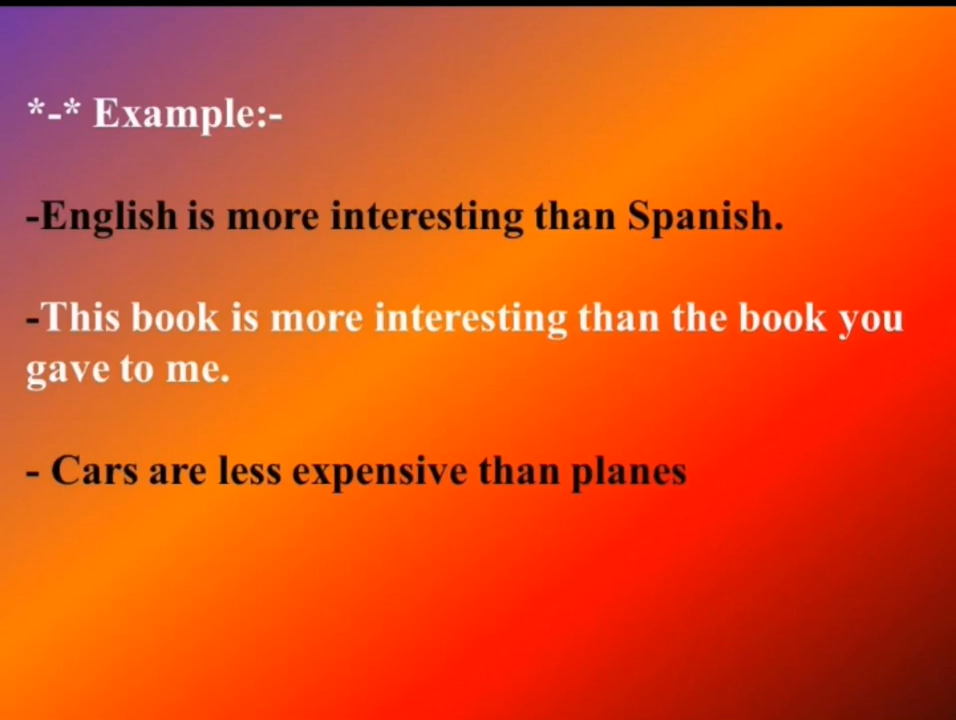 *-* Example:-
-English is more interesting than Spanish.
-This book is more interesting than the book you
gave to me.
- Cars are less expensive than planes